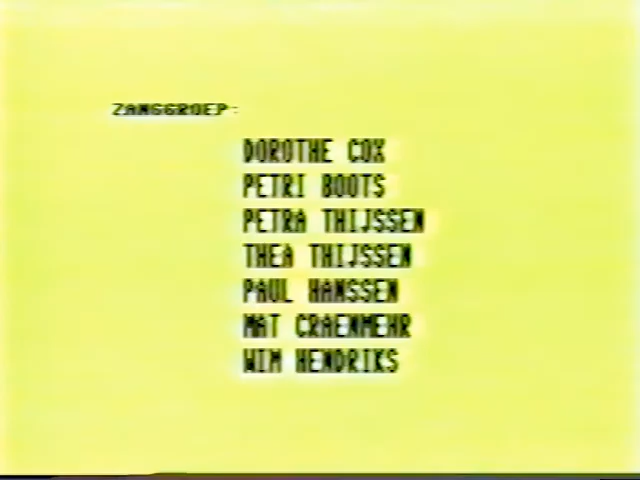 ZANGGROEP:
DOROTHE COX
PETRI BOOTS
PETRA THIJSSEN
THEA THIJSSEN
PAUL HANSSEN
MAT CRAENMEHR
WIM HENDRIKS